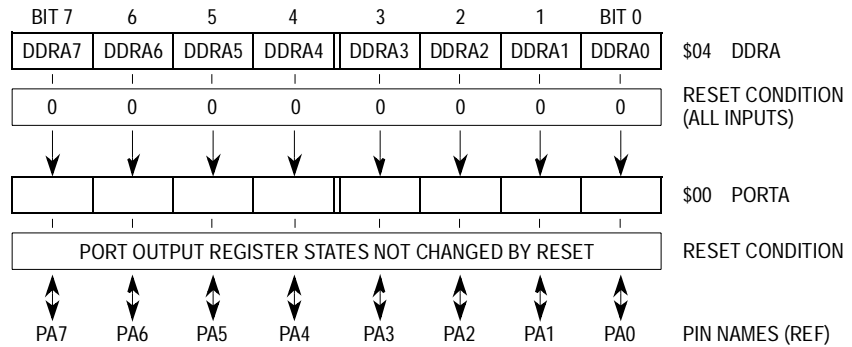 BIT 7 6 5 4 3 2 1 BIT 0
DDRA7 DDRA6 DDRA5 DDRA4 DDRA3 DDRA2 DDRA1 DDRA0 $04 DDRA
0 0 0 0 0 0 0 0 RESET CONDITION
(ALL INPUTS)
$00 PORTA
PORT OUTPUT REGISTER STATES NOT CHANGED BY RESET RESET CONDITION
PA7 PA6 PA5 PA4 PA3 PA2 PA1 PA0 PIN NAMES (REF)